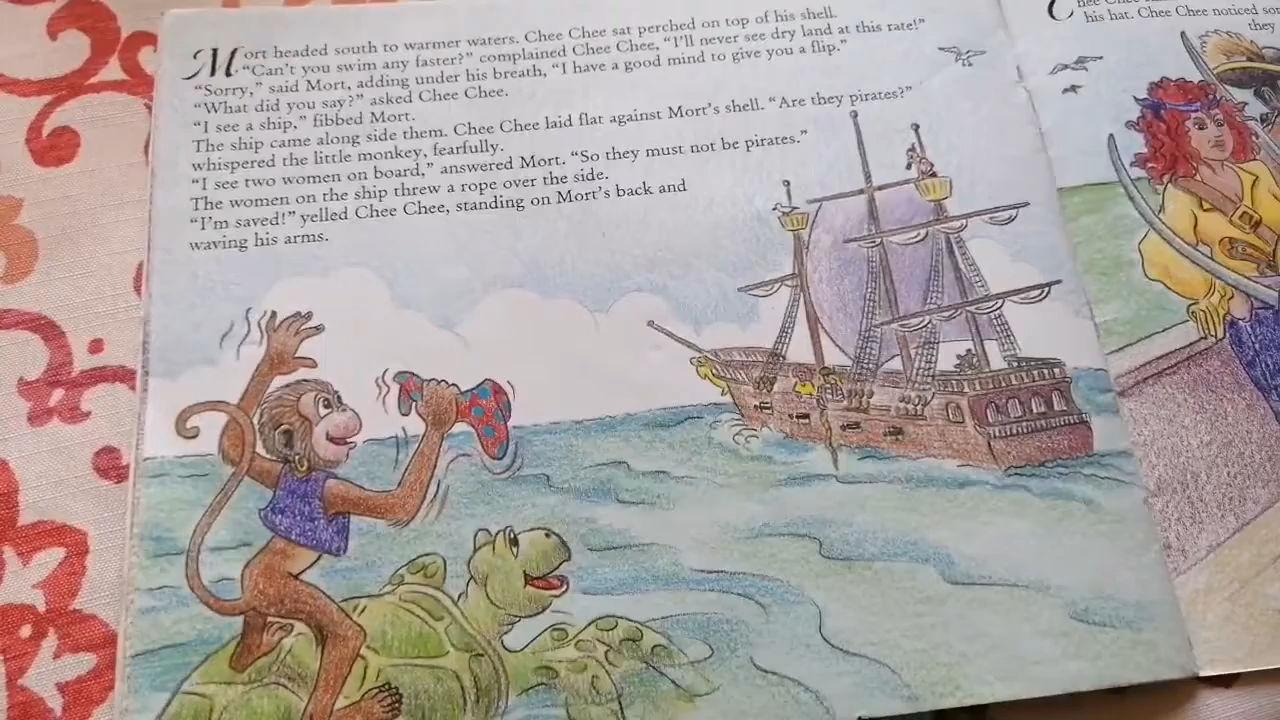 Mort headed south to warmer waters. Chee Chee sat perched on top of his shell.
"Can't you swim any faster?" complained Chee Chee, "I'll never see dry land at this rate!"
"Sorry," said Mort, adding under his breath, "I have a good mind to give you a flip."
"What did you say?" asked Chee Chee.
"I see a ship," fibbed Mort.
The ship came along side them. Chee Chee laid flat against Mort's shell. "Are they pirates?"
whispered the little monkey, fearfully.
"I see two women on board," answered Mort. "So they must not be pirates."
The women on the ship threw a rope over the side.
"I'm saved!" yelled Chee Chee, standing on Mort's back and
waving his arms.
his hat. Chee Chee noticed
they